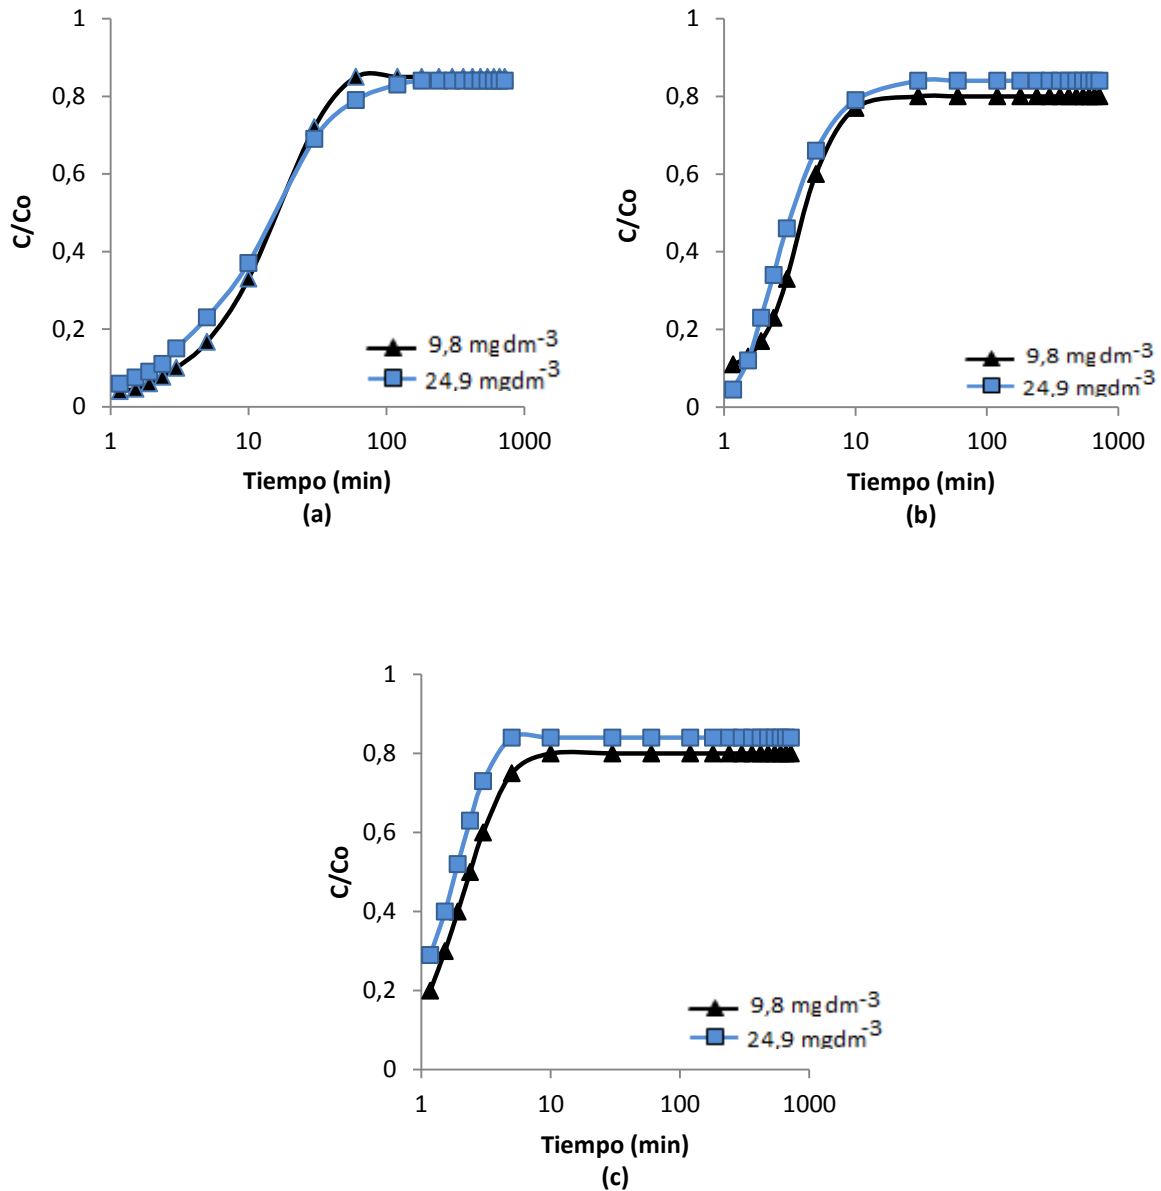 1
0,8
0,6
0,4
0,2
0
C/Co
1 10 100 1000
Tiempo (min)
(a)
9,8 mgdm-3
24,9 mgdm-3
1
0,8
0,6
0,4
0,2
0
C/Co
1 10 100 1000
Tiempo (min)
(b)
9,8 mgdm-3
24,9 mgdm-3
1
0,8
0,6
0,4
0,2
0
C/Co
1 10 100 1000
Tiempo (min)
(c)
9,8 mgdm-3
24,9 mgdm-3